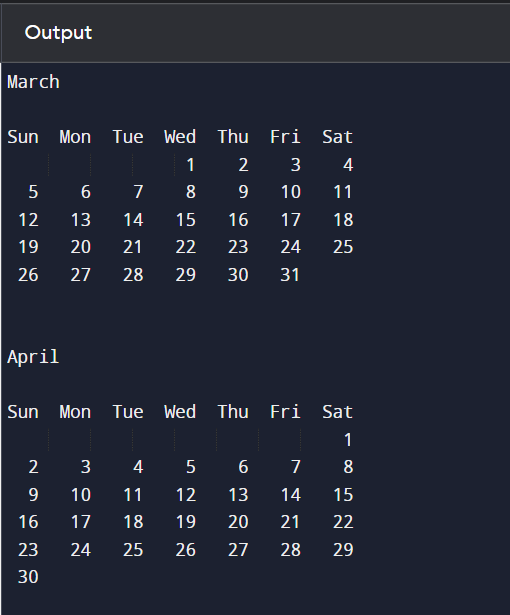 Output
March
Sun Mon Tue Wed Thu Fri Sat
1 2 3 4
5 6 7 8 9 10 11
12 13 14 15 16 17 18
19 20 21 22 23 24 25
26 27 28 29 30 31
April
Sun Mon Tue Wed Thu Fri Sat
1
2 3 4 5 6 7 8
9 10 11 12 13 14 15
16 17 18 19 20 21 22
23 24 25 26 27 28 29
30